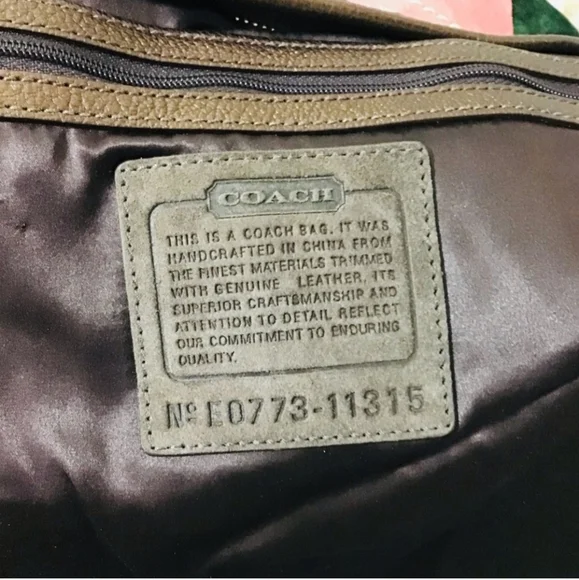 COACH
THIS IS A COACH BAG. IT WAS
HANDCRAFTED IN CHINA FROM
THE FINEST MATERIALS TRIMMED
WITH GENUINE LEATHER. ITS
SUPERIOR CRAFTSMANSHIP AND
ATTENTION TO DETAIL REFLECT
OUR COMMITMENT TO ENDURING
QUALITY.
Nº E0773-11315